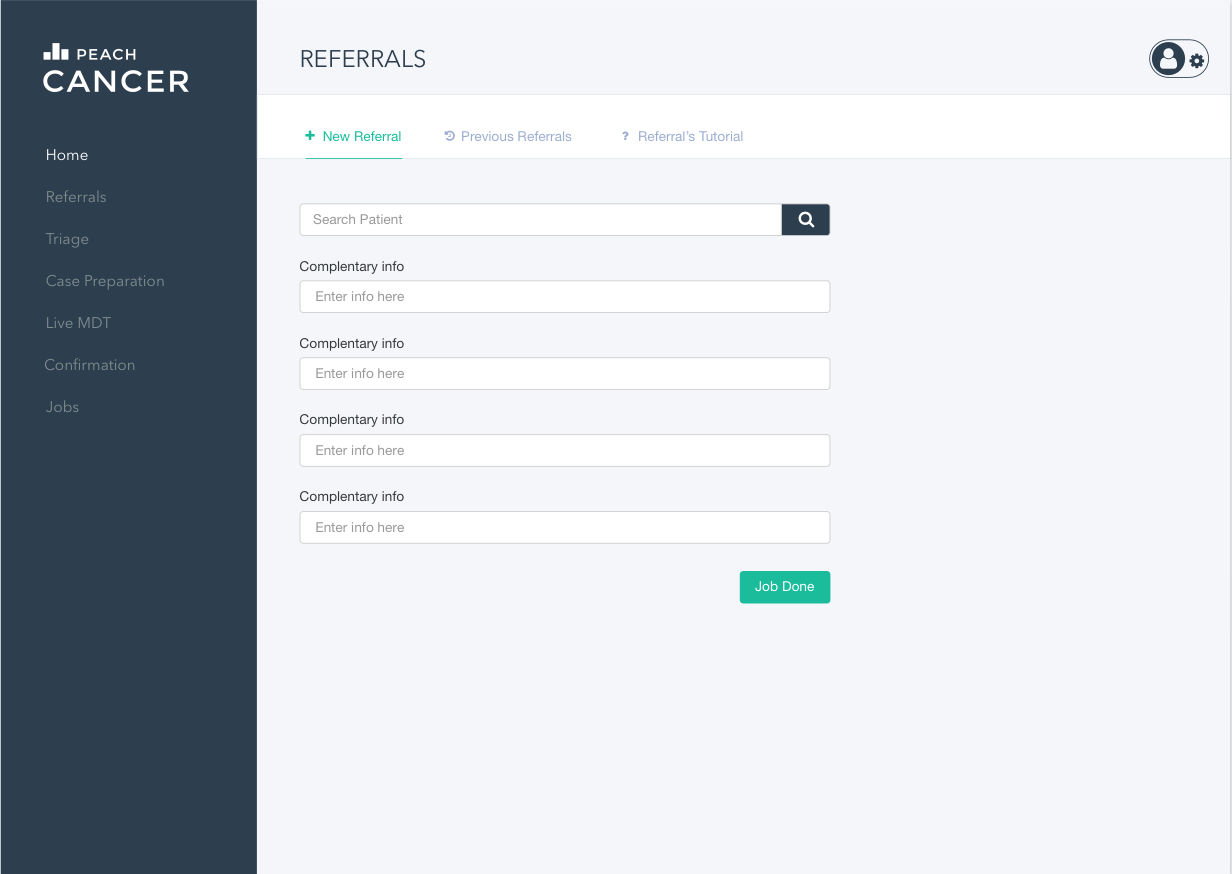 PEACH
CANCER
Home
Referrals
Triage
Case Preparation
Live MDT
Confirmation
Jobs
REFERRALS
New Referral
Previous Referrals
? Referral's Tutorial
Search Patient
Complentary info
Enter info here
Complentary info
Enter info here
Complentary info
Enter info here
Complentary info
Enter info here
Job Done